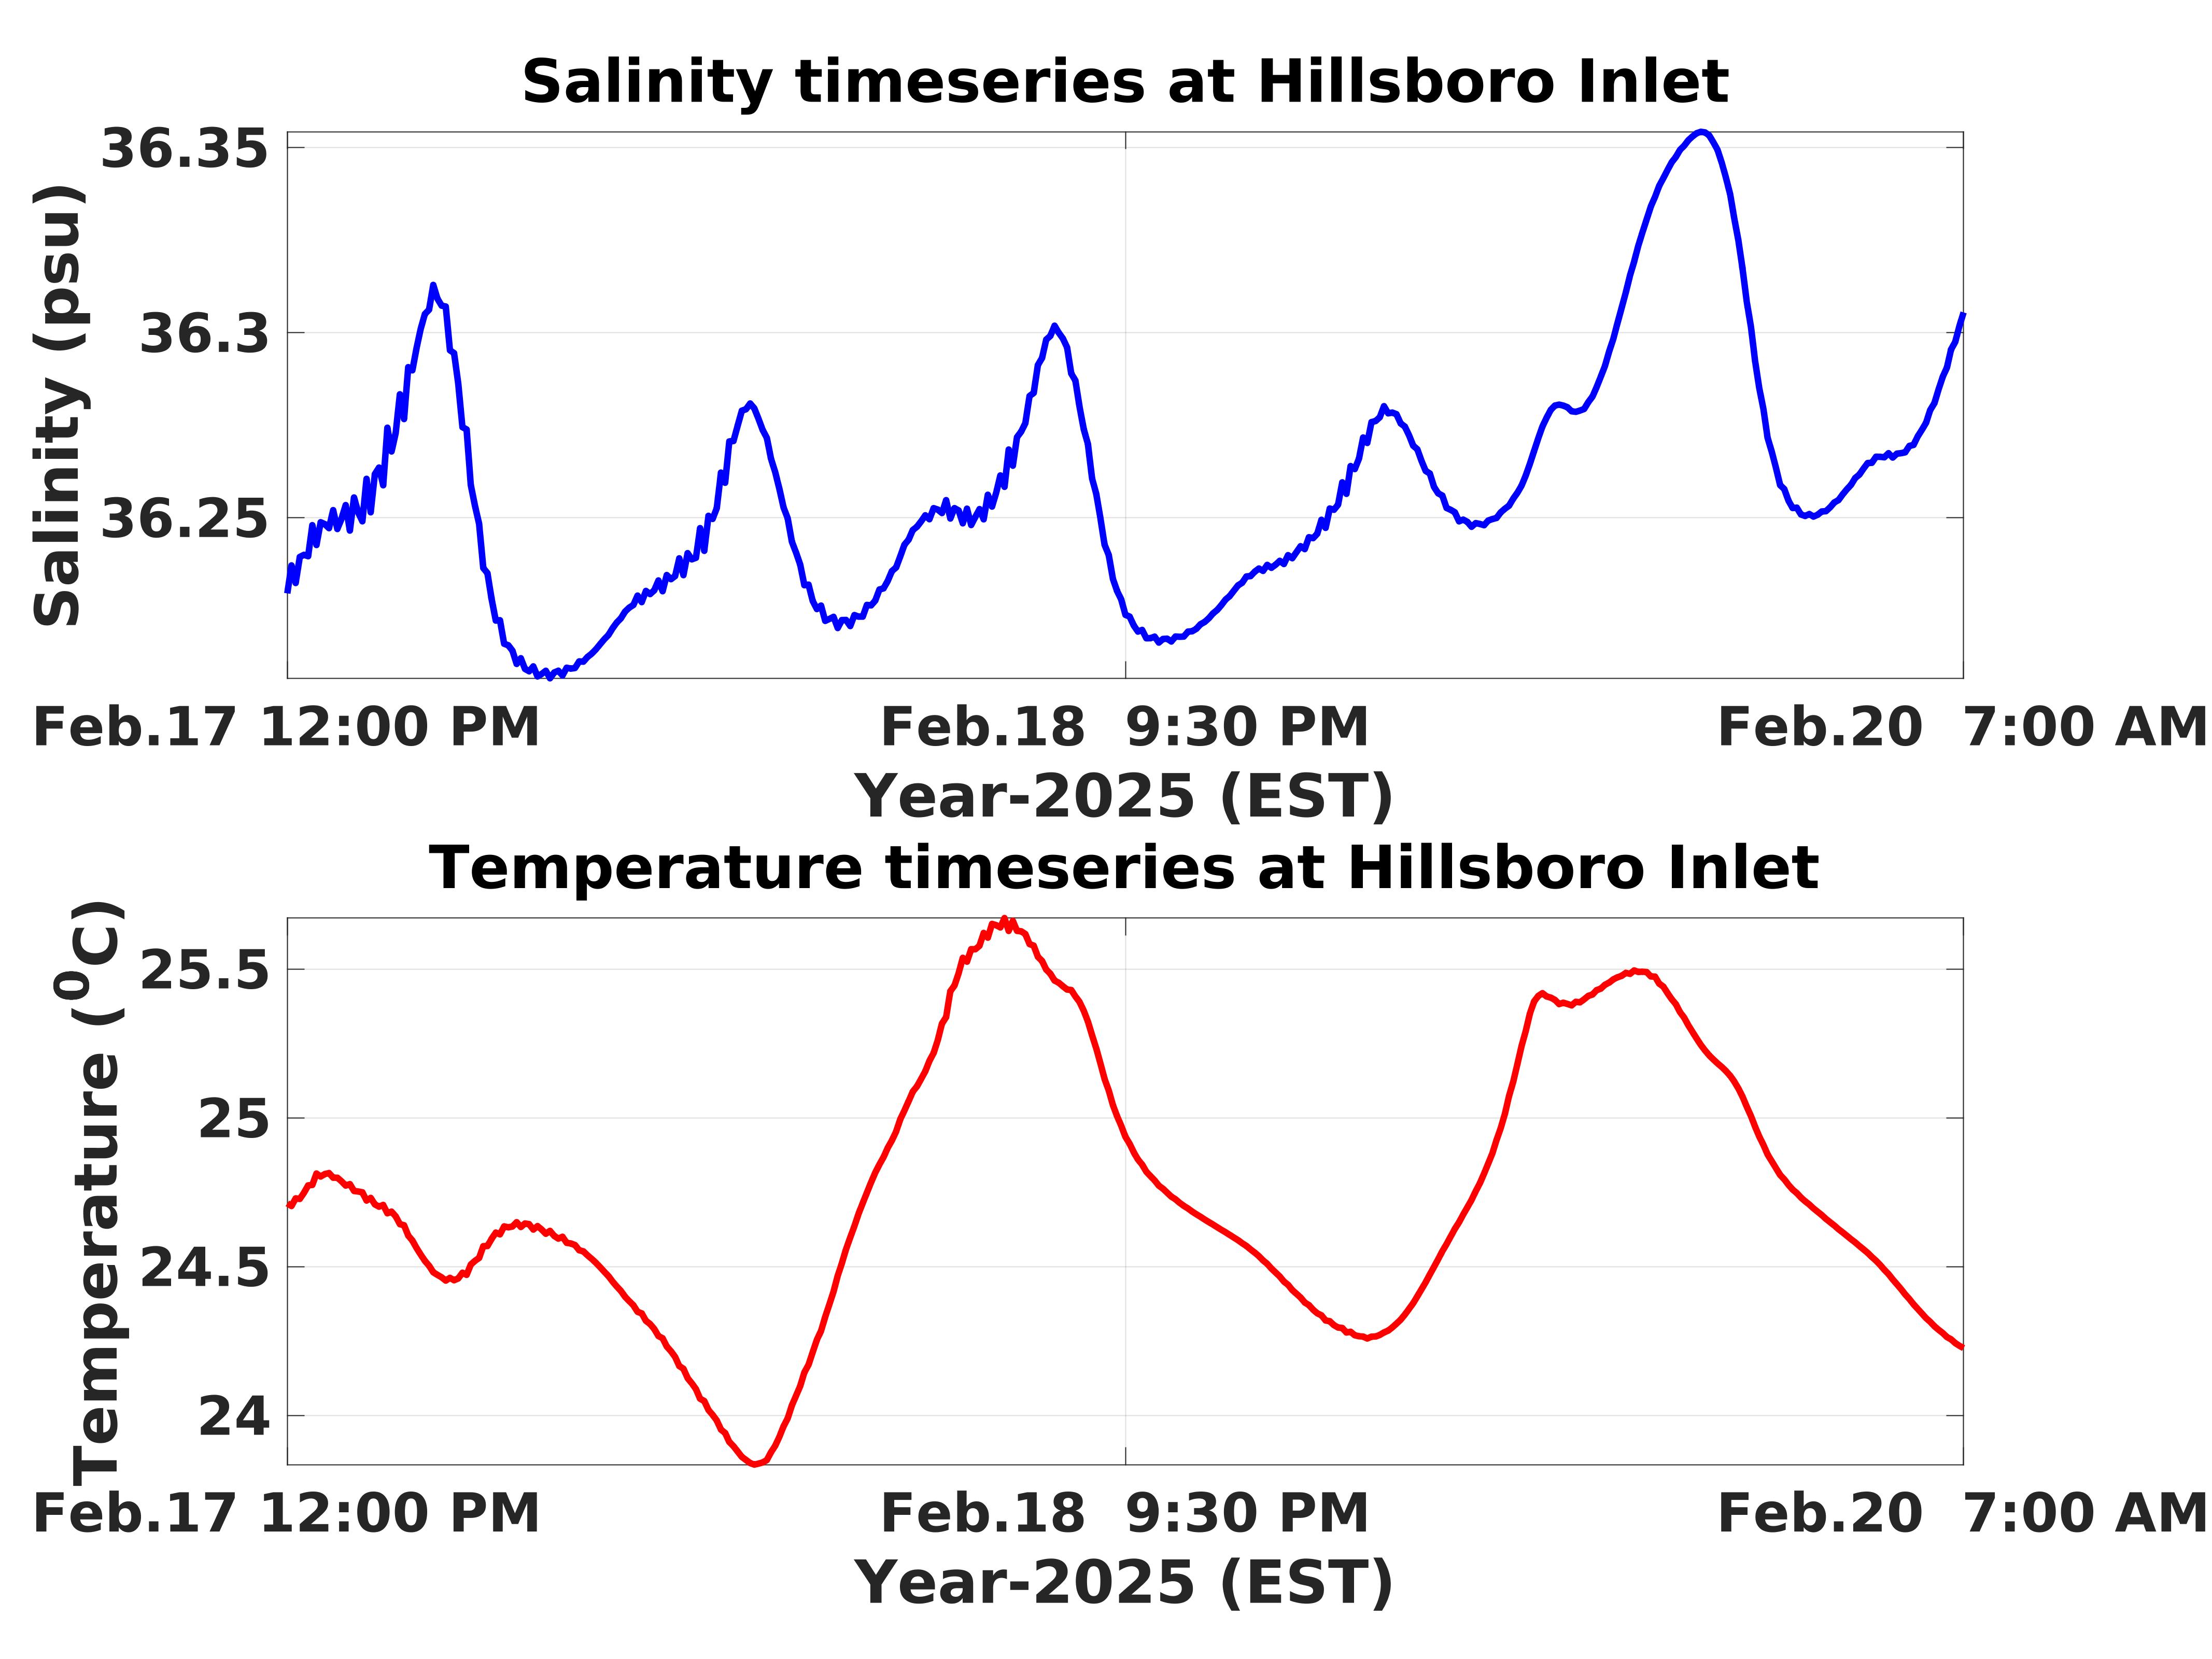 Salinity timeseries at Hillsboro Inlet
Salinity (psu)
36.35
36.3
36.25
Feb.17 12:00 PM Feb.18  9:30 PM Feb.20  7:00 AM
Year-2025 (EST)
Temperature timeseries at Hillsboro Inlet
Temperature (⁰C)
25.5
25
24.5
24
Feb.17 12:00 PM Feb.18  9:30 PM Feb.20  7:00 AM
Year-2025 (EST)